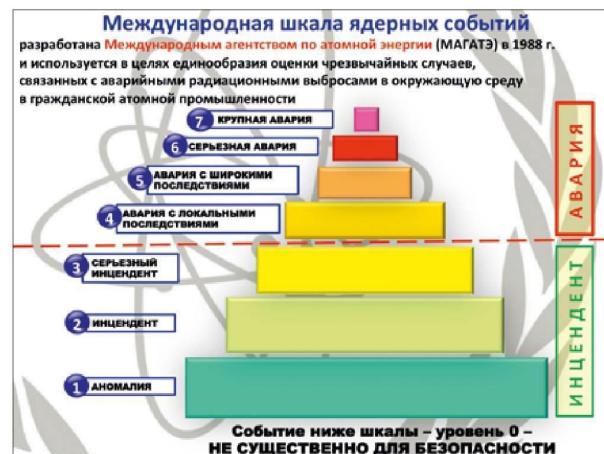 Международная шкала ядерных событий
разработана Международным агентством по атомной энергии (МАГАТЭ) в 1988 г.
и используется в целях единообразия оценки чрезвычайных случаев,
связанных с аварийными радиационными выбросами в окружающую среду
в гражданской атомной промышленности
7 КРУПНАЯ АВАРИЯ
6 СЕРЬЕЗНАЯ АВАРИЯ
5 АВАРИЯ С ШИРОКИМИ
ПОСЛЕДСТВИЯМИ
4 АВАРИЯ С ЛОКАЛЬНЫМИ
ПОСЛЕДСТВИЯМИ
АВАРИЯ
3 СЕРЬЕЗНЫЙ
ИНЦЕНДЕНТ
2 ИНЦЕНДЕНТ
1 АНОМАЛИЯ
ИНЦЕНДЕНТ
Событие ниже шкалы – уровень 0 –
НЕ СУЩЕСТВЕННО ДЛЯ БЕЗОПАСНОСТИ